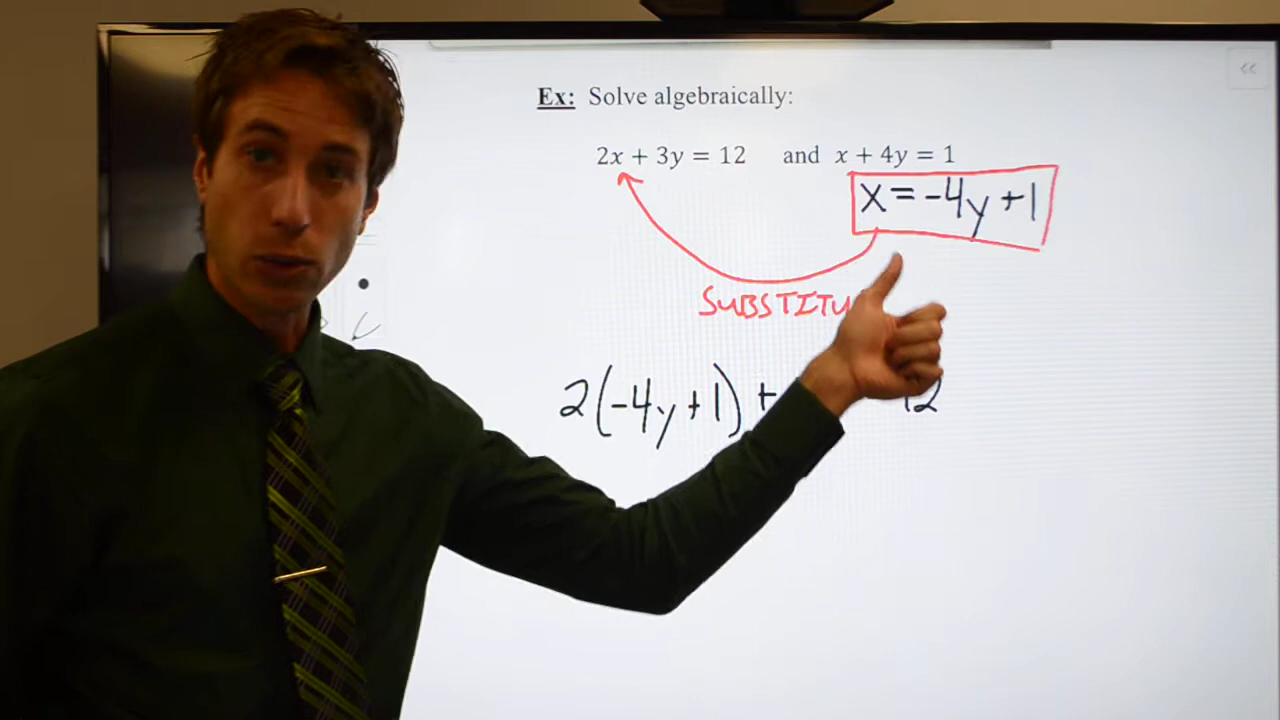 Ex: Solve algebraically:
2x + 3y = 12 and x + 4y = 1
x = -4y + 1
2(-4y+1) + 12